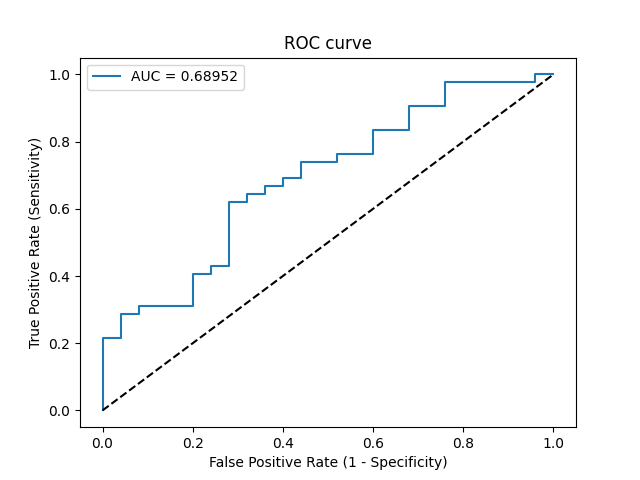 ROC curve
AUC = 0.68952
True Positive Rate (Sensitivity)
1.0
0.8
0.6
0.4
0.2
0.0
0.0 0.2 0.4 0.6 0.8 1.0
False Positive Rate (1 - Specificity)